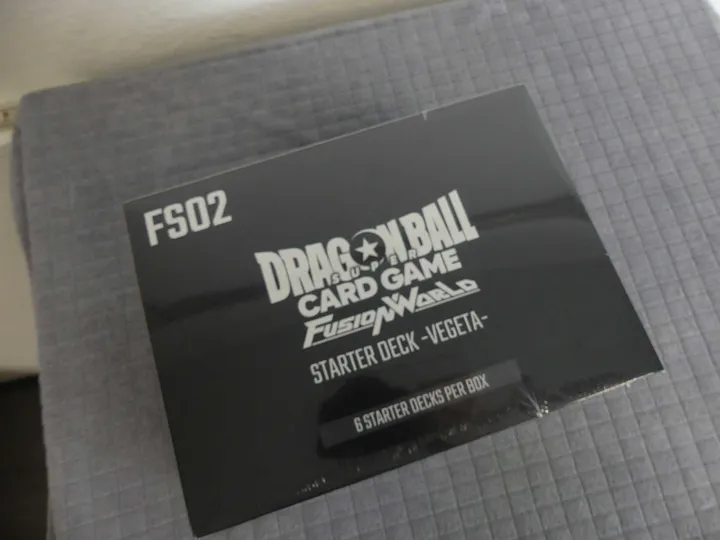 FS02
DRAGON BALL
SUPER
CARD GAME
FUSION WORLD
STARTER DECK -VEGETA-
6 STARTER DECKS PER BOX